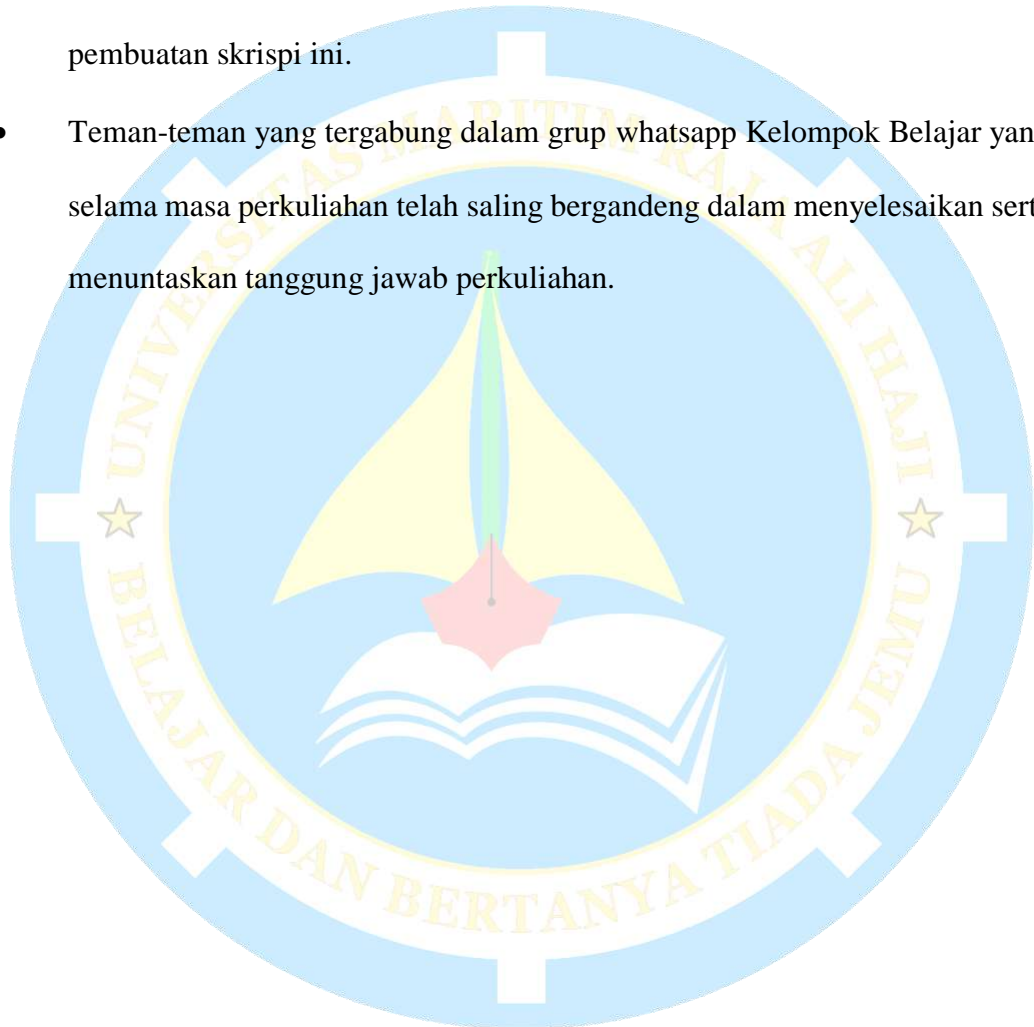 pembuatan skrispi ini.
• Teman-teman yang tergabung dalam grup whatsapp Kelompok Belajar yan
selama masa perkuliahan telah saling bergandeng dalam menyelesaikan sert
menuntaskan tanggung jawab perkuliahan.
UNIVERSITAS MARITIM RAJA ALI HAJI
BELAJAR DAN BERTANYA TIADA JEMU